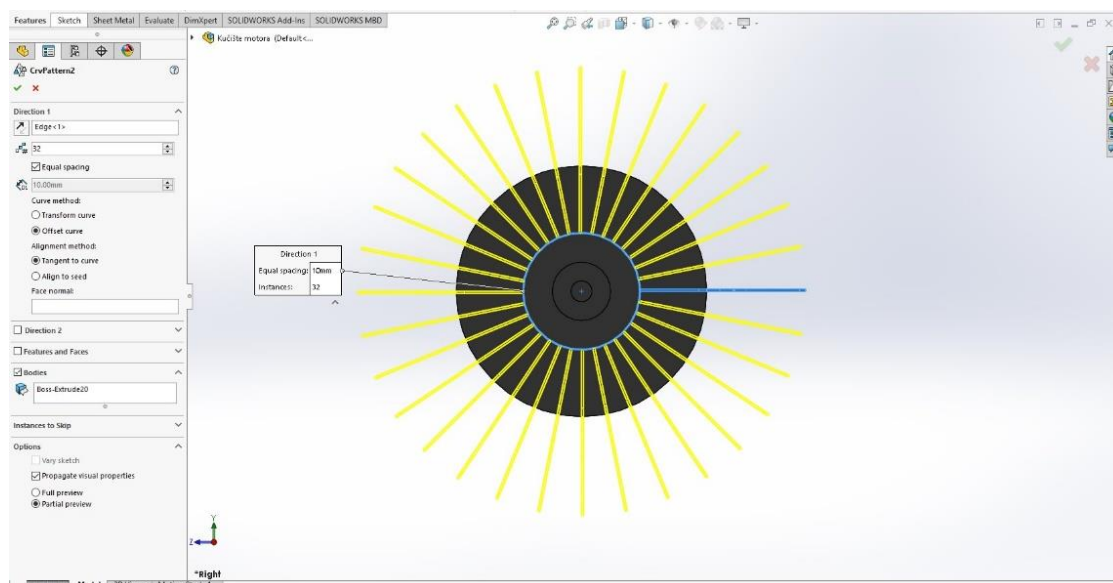 Features Sketch Sheet Metal Evaluate DimXpert SOLIDWORKS Add-Ins SOLIDWORKS MBD
Kućište motora (Default<...
CrvPattern2
Direction 1
Edge<1>
32
Equal spacing
10.00mm
Curve method:
Transform curve
Offset curve
Alignment method:
Tangent to curve
Align to seed
Face normal:
Direction 2
Features and Faces
Bodies
Boss-Extrude20
Instances to Skip
Options
Vary sketch
Propagate visual properties
Full preview
Partial preview
Direction 1
Equal spacing: 10mm
Instances: 32
Y
Z
*Right